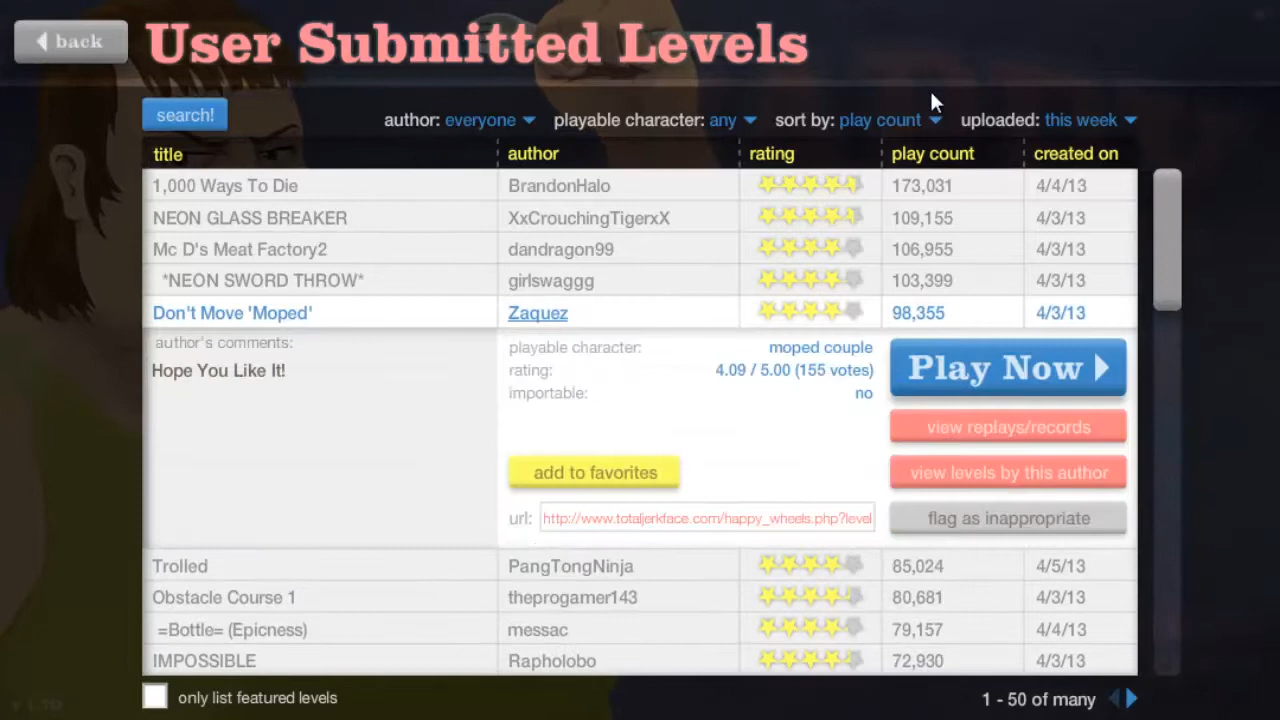 back
User Submitted Levels
search!
author: everyone playable character: any sort by: play count uploaded: this week
title author rating play count created on
1,000 Ways To Die BrandonHalo 173,031 4/4/13
NEON GLASS BREAKER XxCrouchingTigerxX 109,155 4/3/13
Mc D's Meat Factory2 dandragon99 106,955 4/3/13
*NEON SWORD THROW* girlswaggg 103,399 4/3/13
Don't Move 'Moped' Zaquez 98,355 4/3/13
author's comments:
Hope You Like It!
playable character: moped couple
rating: 4.09 / 5.00 (155 votes)
importable: no
add to favorites
url: http://www.totaljerkface.com/happy_wheels.php?level
Play Now
view replays/records
view levels by this author
flag as inappropriate
Trolled PangTongNinja 85,024 4/5/13
Obstacle Course 1 theprogamer143 80,681 4/3/13
=Bottle= (Epicness) messac 79,157 4/4/13
IMPOSSIBLE Rapholobo 72,930 4/3/13
only list featured levels
1 - 50 of many